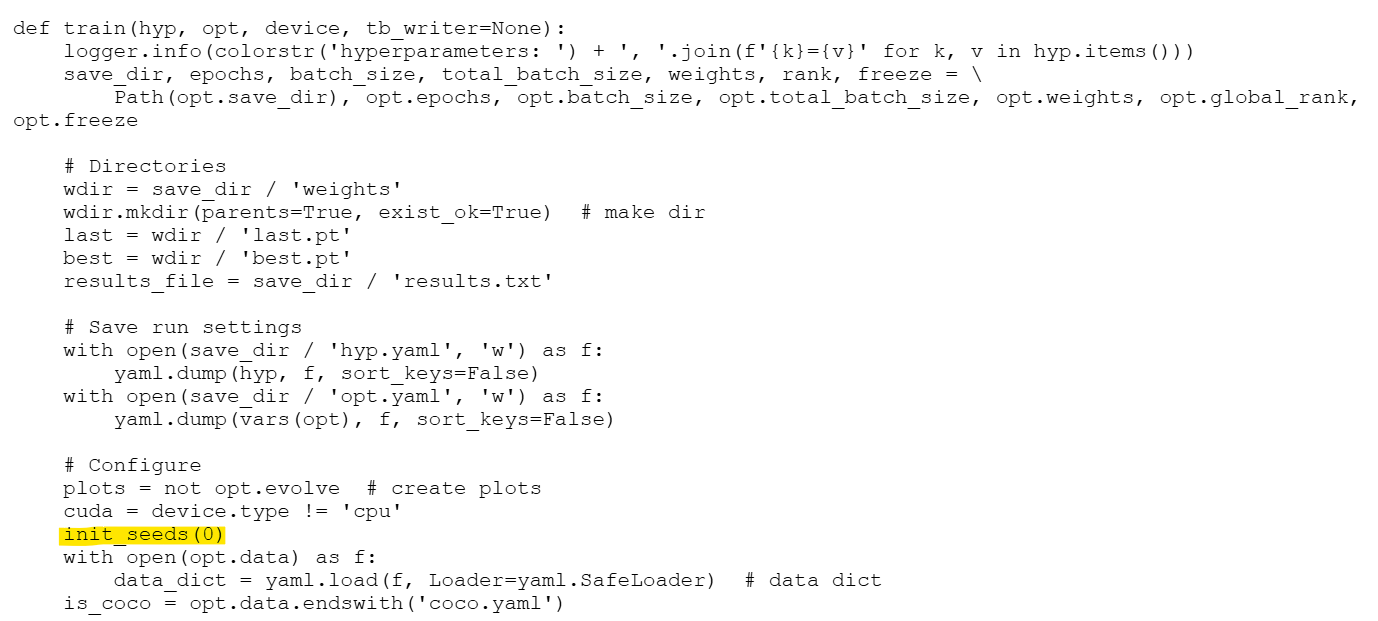 def train(hyp, opt, device, tb_writer=None):
    logger.info(colorstr('hyperparameters: ') + ', '.join(f'{k}={v}' for k, v in hyp.items()))
    save_dir, epochs, batch_size, total_batch_size, weights, rank, freeze = \
        Path(opt.save_dir), opt.epochs, opt.batch_size, opt.total_batch_size, opt.weights, opt.global_rank,
opt.freeze

    # Directories
    wdir = save_dir / 'weights'
    wdir.mkdir(parents=True, exist_ok=True)  # make dir
    last = wdir / 'last.pt'
    best = wdir / 'best.pt'
    results_file = save_dir / 'results.txt'

    # Save run settings
    with open(save_dir / 'hyp.yaml', 'w') as f:
        yaml.dump(hyp, f, sort_keys=False)
    with open(save_dir / 'opt.yaml', 'w') as f:
        yaml.dump(vars(opt), f, sort_keys=False)

    # Configure
    plots = not opt.evolve  # create plots
    cuda = device.type != 'cpu'
    init_seeds(0)
    with open(opt.data) as f:
        data_dict = yaml.load(f, Loader=yaml.SafeLoader)  # data dict
    is_coco = opt.data.endswith('coco.yaml')